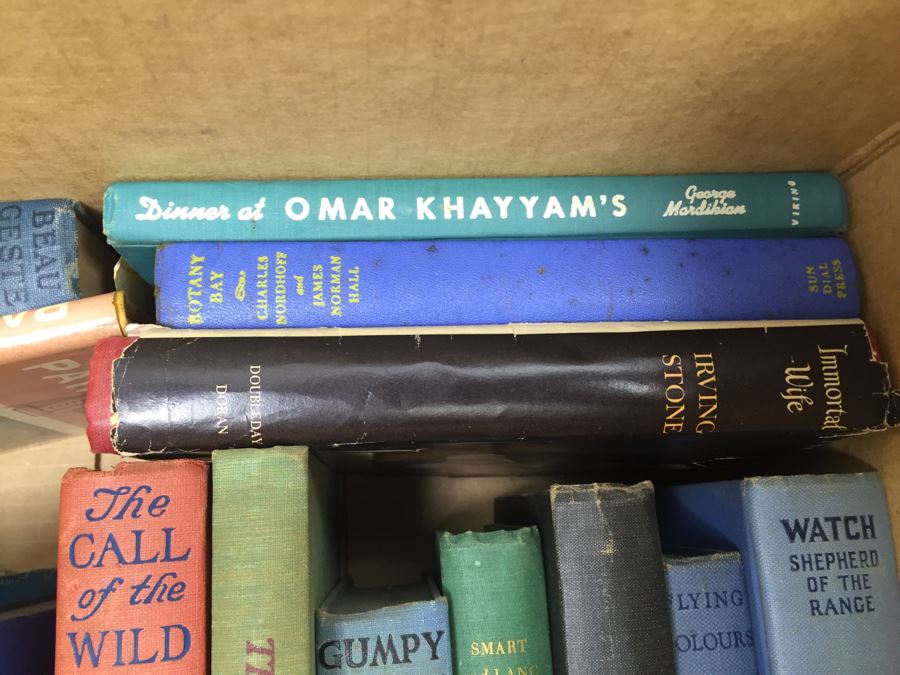 Dinner at OMAR KHAYYAM'S George Mardikian VIKING
BOTANY
BAY
CHARLES
NORDHOFF
and
JAMES
NORMAN
HALL
SUN
DIAL
PRESS
Immortal
Wife
IRVING
STONE
DOUBLEDAY
DORAN
BEAU
GESTE
The
CALL
of the
WILD
GUMPY
SMART
FLYING
COLOURS
WATCH
SHEPHERD
OF THE
RANGE